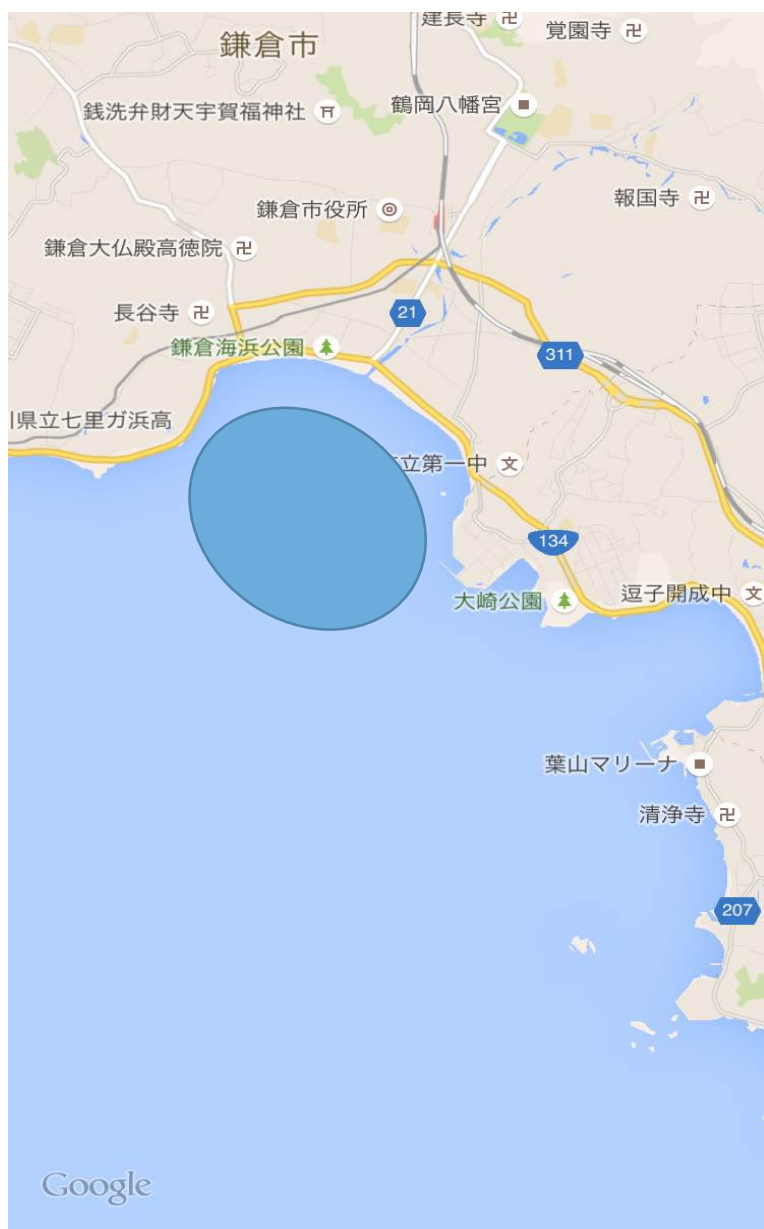 建長寺
覚園寺
鎌倉市
銭洗弁財天宇賀福神社
鶴岡八幡宮
報国寺
鎌倉市役所
鎌倉大仏殿高徳院
長谷寺
21
鎌倉海浜公園
311
川県立七里ガ浜高
立第一中
134
大崎公園
逗子開成中
葉山マリーナ
清浄寺
207
Google